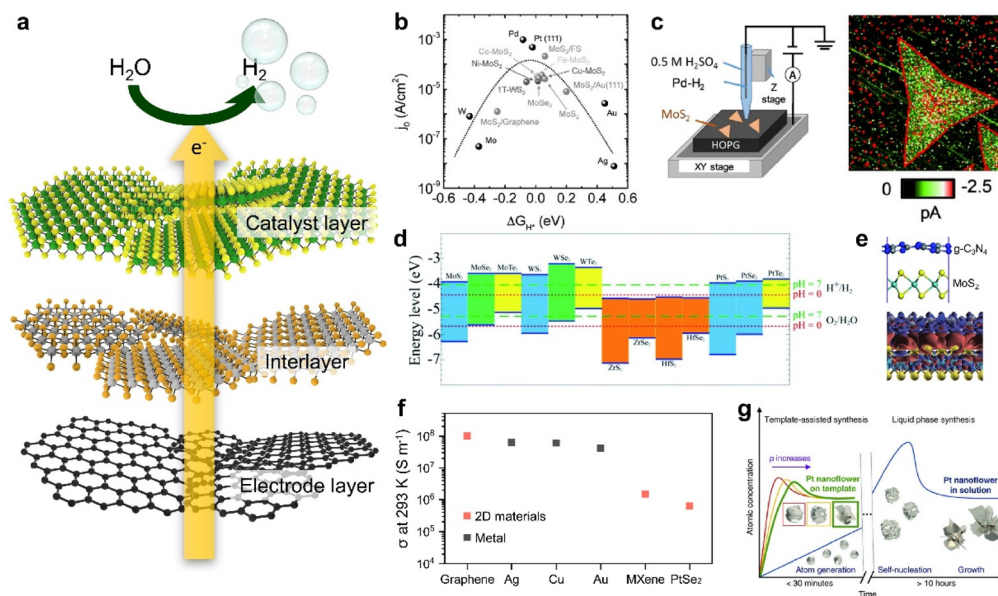 a
H₂O
H₂
e⁻
Catalyst layer
Interlayer
Electrode layer
b
j₀ (A/cm²)
10⁻³
10⁻⁵
10⁻⁷
10⁻⁹
Pd
Pt (111)
Co-MoS₂
MoS₂/FS
Ni-MoS₂
Fe-MoS₂
Cu-MoS₂
1T-WS₂
MoS₂/Au(111)
MoSe₂
MoS₂
W
MoS₂/Graphene
Au
Mo
Ag
-0.4 -0.2 0.0 0.2 0.4 0.6
ΔG_H* (eV)
c
0.5 M H₂SO₄
Pd-H₂
Z
stage
A
MoS₂
HOPG
XY stage
0 -2.5
pA
d
Energy level (eV)
-3
-4
-5
-6
-7
MoS₂ MoSe₂ MoTe₂ WS₂ WSe₂ WTe₂ PtS₂ PtSe₂ PtTe₂
ZrS₂ ZrSe₂ HfS₂ HfSe₂
pH = 7
pH = 0
H⁺/H₂
pH = 7
pH = 0
O₂/H₂O
e
g-C₃N₄
MoS₂
f
σ at 293 K (S m⁻¹)
10⁸
10⁷
10⁶
10⁵
10⁴
2D materials
Metal
Graphene Ag Cu Au MXene PtSe₂
g
Template-assisted synthesis
Liquid phase synthesis
Atomic concentration
p increases
Pt nanoflower
on template
Pt nanoflower
in solution
Atom generation
Self-nucleation
Growth
< 30 minutes
> 10 hours
Time